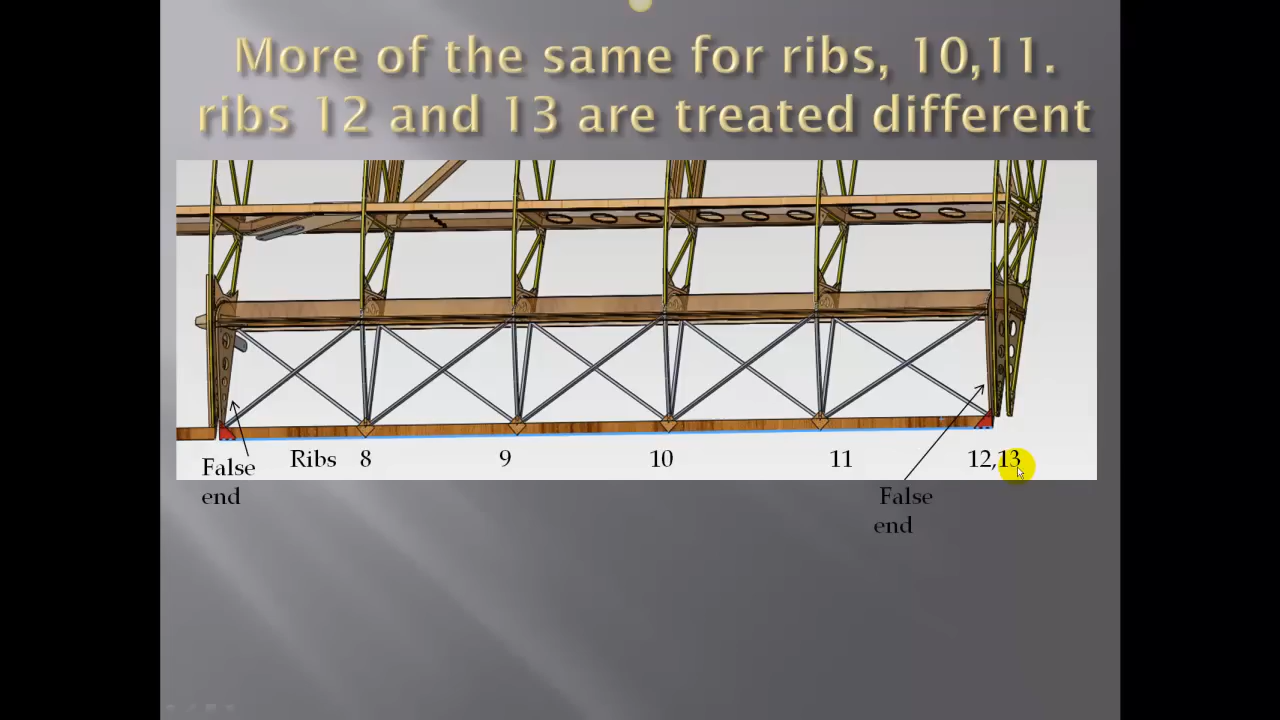 More of the same for ribs, 10,11.
ribs 12 and 13 are treated different
False end
Ribs 8 9 10 11 12,13
False end